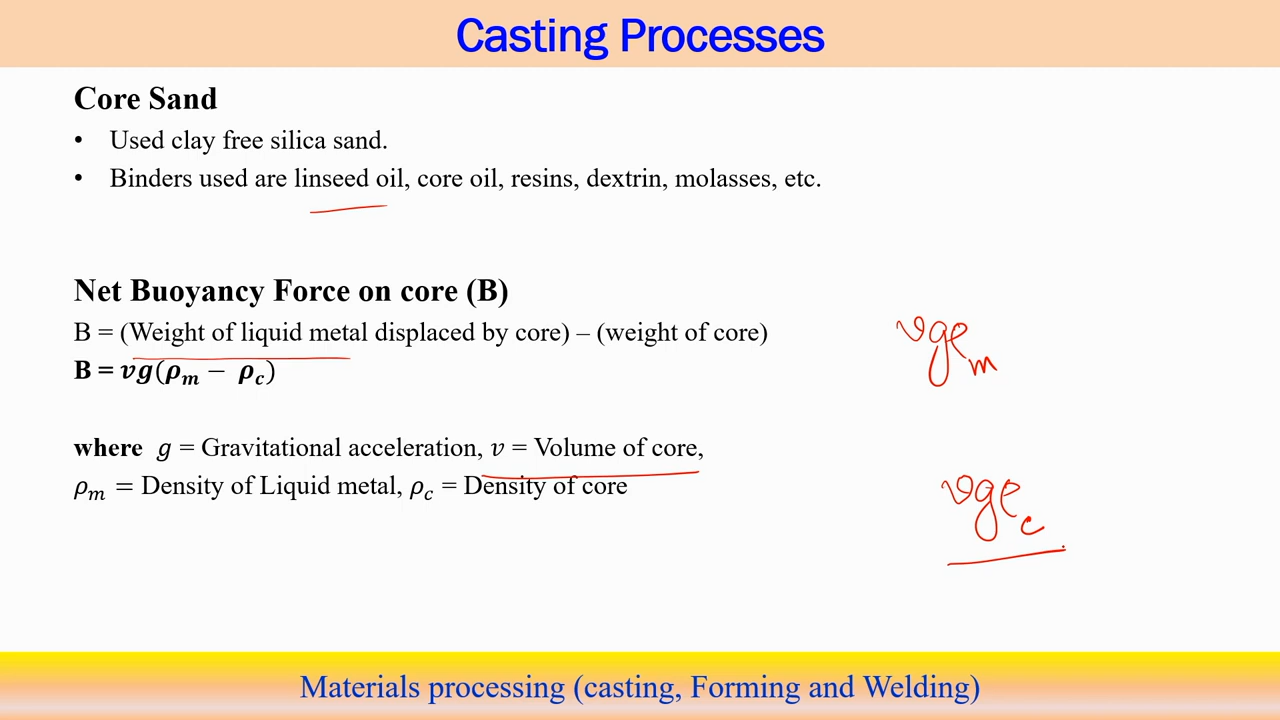 Casting Processes
Core Sand
• Used clay free silica sand.
• Binders used are linseed oil, core oil, resins, dextrin, molasses, etc.
Net Buoyancy Force on core (B)
B = (Weight of liquid metal displaced by core) – (weight of core)
B = vg(ρₘ − ρ꜀)
vgρₘ
where g = Gravitational acceleration, v = Volume of core,
ρₘ = Density of Liquid metal, ρ꜀ = Density of core
vgρ꜀
Materials processing (casting, Forming and Welding)